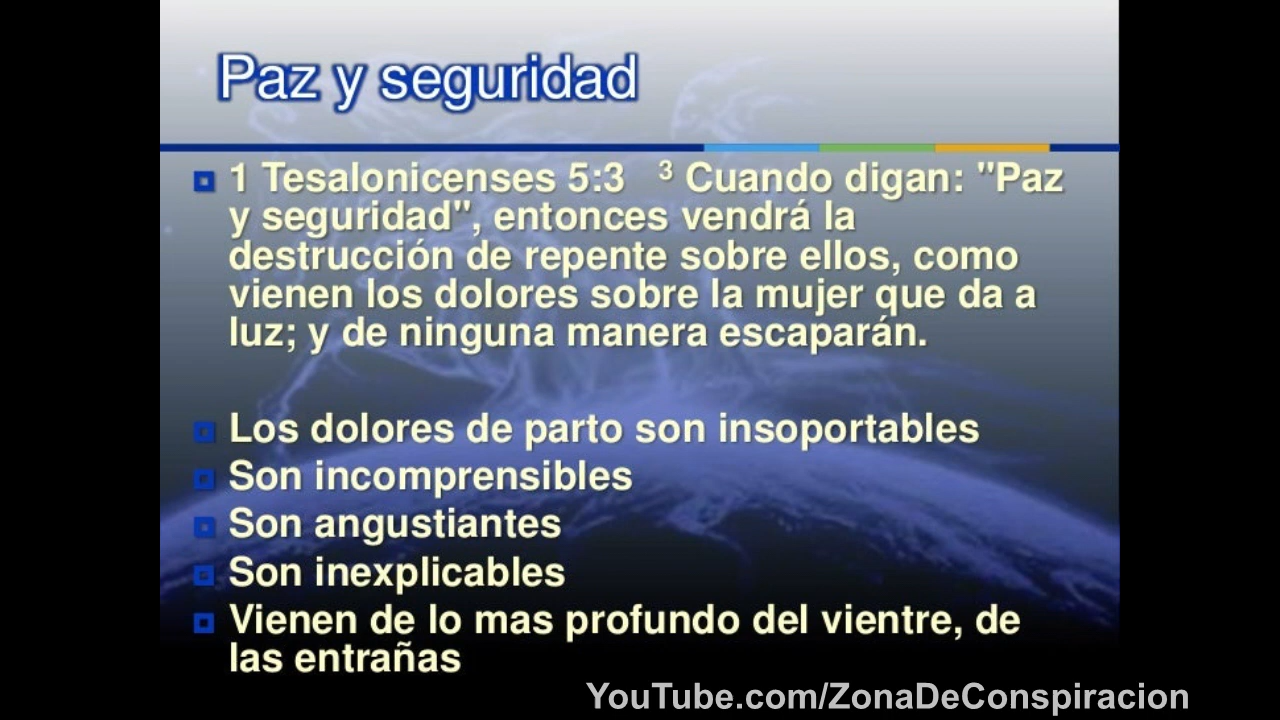 Paz y seguridad
1 Tesalonicenses 5:3 ³ Cuando digan: "Paz
y seguridad", entonces vendrá la
destrucción de repente sobre ellos, como
vienen los dolores sobre la mujer que da a
luz; y de ninguna manera escaparán.
Los dolores de parto son insoportables
Son incomprensibles
Son angustiantes
Son inexplicables
Vienen de lo mas profundo del vientre, de
las entrañas
YouTube.com/ZonaDeConspiracion